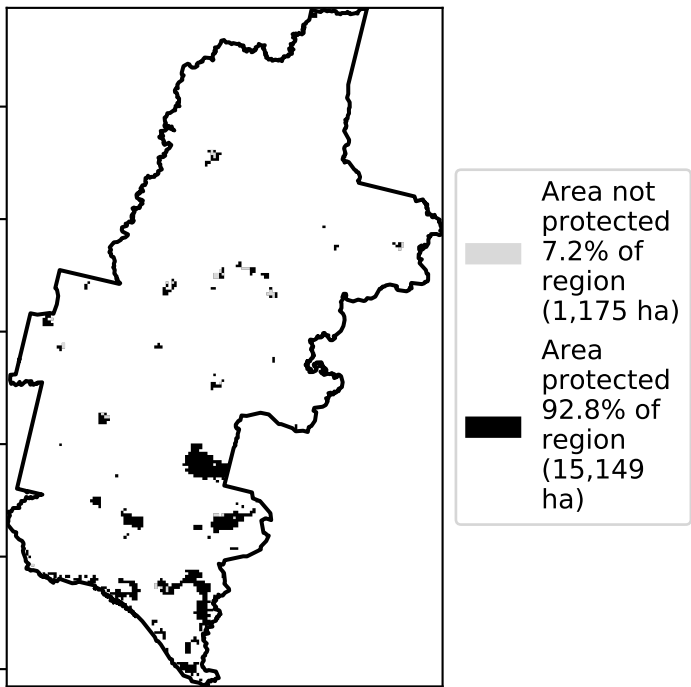 Area not
protected
7.2% of
region
(1,175 ha)
Area
protected
92.8% of
region
(15,149
ha)